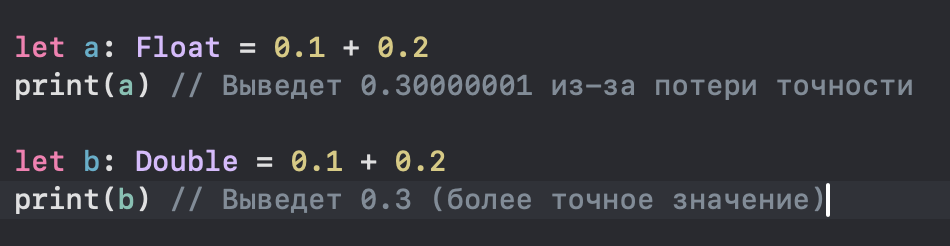 let a: Float = 0.1 + 0.2
print(a) // Выведет 0.30000001 из-за потери точности
let b: Double = 0.1 + 0.2
print(b) // Выведет 0.3 (более точное значение)